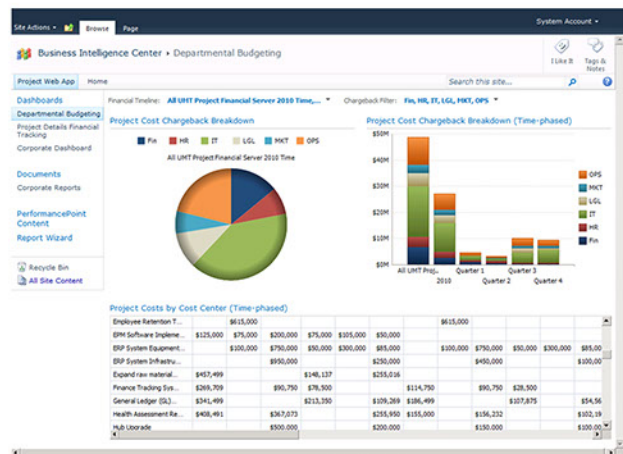 Site Actions
Browse
Page
System Account
Business Intelligence Center › Departmental Budgeting
I Like It
Tags & Notes
Project Web App
Home
Search this site...
Dashboards
Departmental Budgeting
Project Details Financial Tracking
Corporate Dashboard
Documents
Corporate Reports
PerformancePoint Content
Report Wizard
Recycle Bin
All Site Content
Financial Timeline: All UMT Project Financial Server 2010 Time,...
Chargeback Filter: Fin, HR, IT, LGL, MKT, OPS
Project Cost Chargeback Breakdown
Fin HR IT LGL MKT OPS
All UMT Project Financial Server 2010 Time
Project Cost Chargeback Breakdown (Time-phased)
$50M
$40M
$30M
$20M
$10M
$0M
All UMT Proj..
2010
Quarter 1
Quarter 2
Quarter 3
Quarter 4
OPS
MKT
LGL
IT
HR
Fin
Project Costs by Cost Center (Time-phased)
Employee Retention T... $615,000 $615,000
EPM Software Impleme... $125,000 $75,000 $200,000 $75,000 $105,000 $50,000
ERP System Equipment... $100,000 $750,000 $50,000 $300,000 $85,000 $100,000 $750,000 $50,000 $300,000 $85,00
ERP System Infrastru... $950,000 $250,000 $450,000 $100,00
Expand raw material... $457,499 $148,137 $255,016
Finance Tracking Sys... $269,709 $90,750 $78,500 $114,750 $90,750 $28,500
General Ledger (GL)... $341,499 $213,350 $109,269 $186,499 $107,875 $54,56
Health Assessment Re... $408,491 $367,073 $255,950 $155,000 $156,232 $102,19
Hub Upgrade $500,000 $200,000 $150,000 $100,00